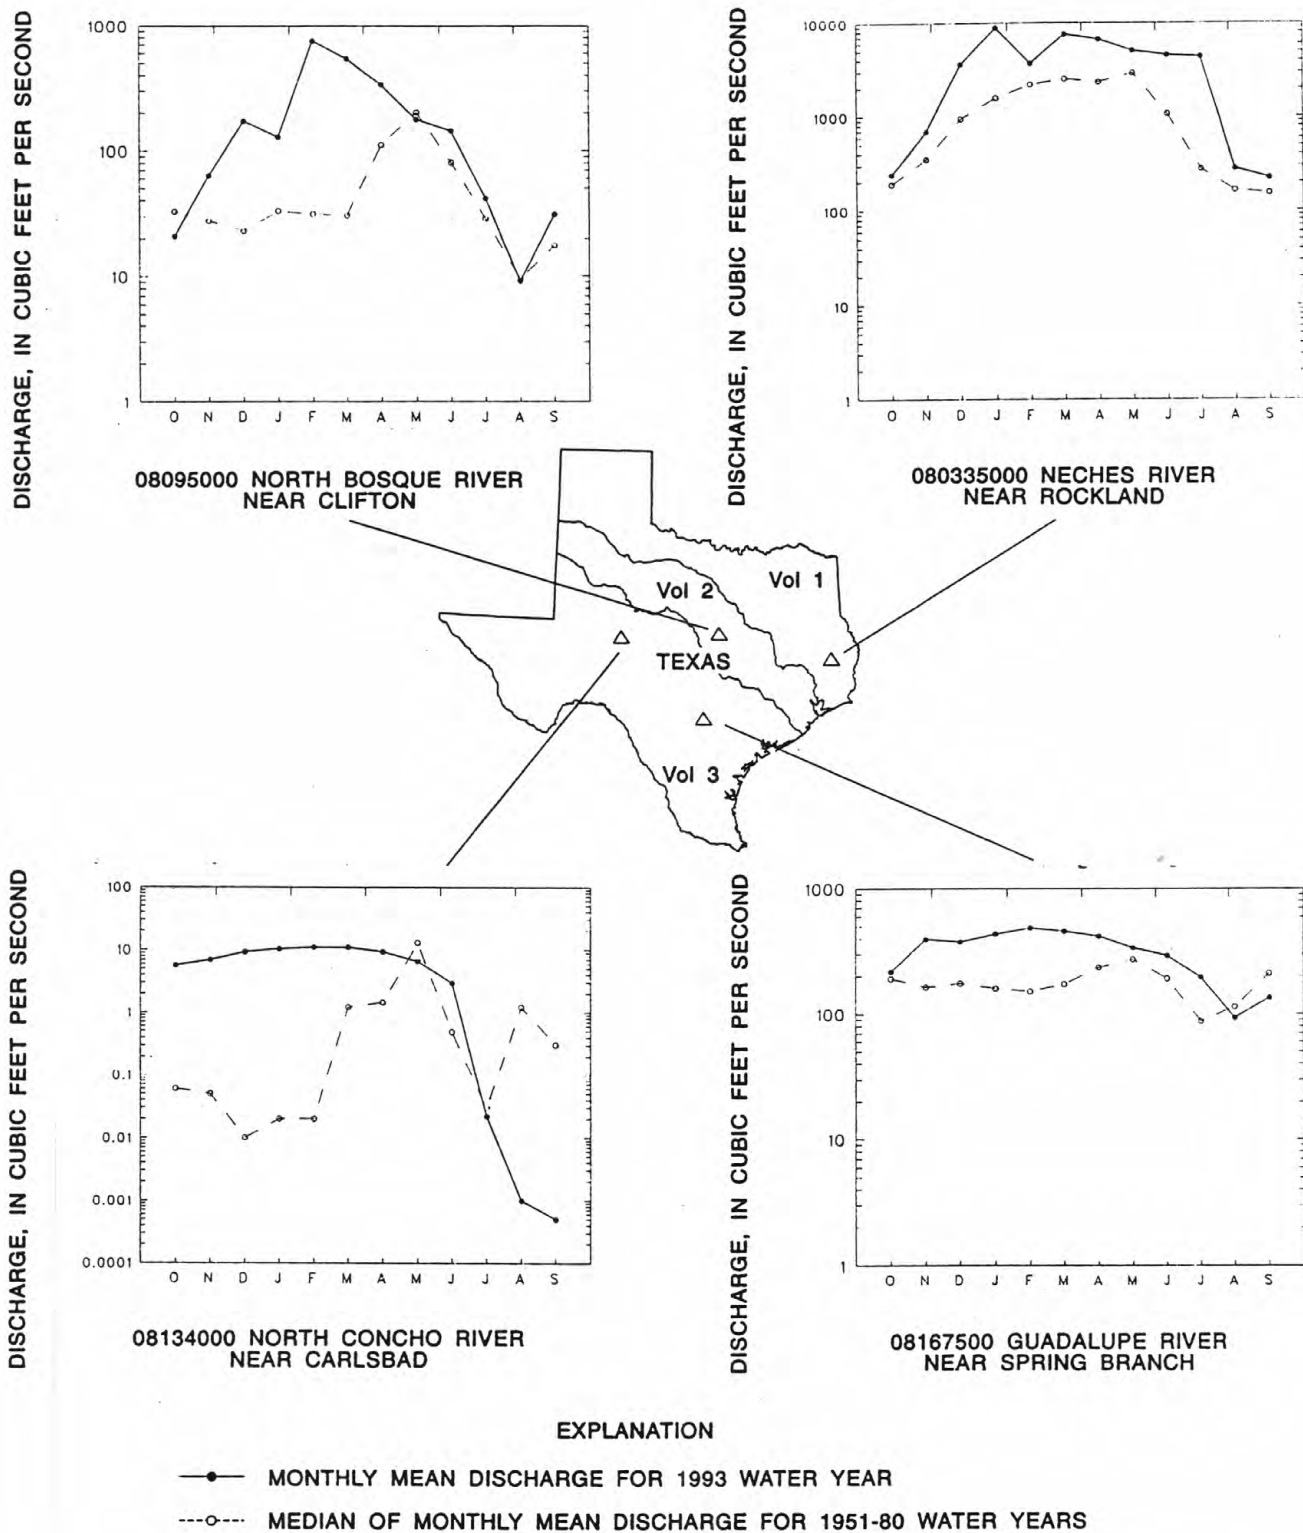 DISCHARGE, IN CUBIC FEET PER SECOND
1000
100
10
1
O N D J F M A M J J A S
08095000 NORTH BOSQUE RIVER
NEAR CLIFTON
DISCHARGE, IN CUBIC FEET PER SECOND
10000
1000
100
10
1
O N D J F M A M J J A S
080335000 NECHES RIVER
NEAR ROCKLAND
Vol 1
Vol 2
TEXAS
Vol 3
DISCHARGE, IN CUBIC FEET PER SECOND
100
10
1
0.1
0.01
0.001
0.0001
O N D J F M A M J J A S
08134000 NORTH CONCHO RIVER
NEAR CARLSBAD
DISCHARGE, IN CUBIC FEET PER SECOND
1000
100
10
1
O N D J F M A M J J A S
08167500 GUADALUPE RIVER
NEAR SPRING BRANCH
EXPLANATION
MONTHLY MEAN DISCHARGE FOR 1993 WATER YEAR
MEDIAN OF MONTHLY MEAN DISCHARGE FOR 1951-80 WATER YEARS